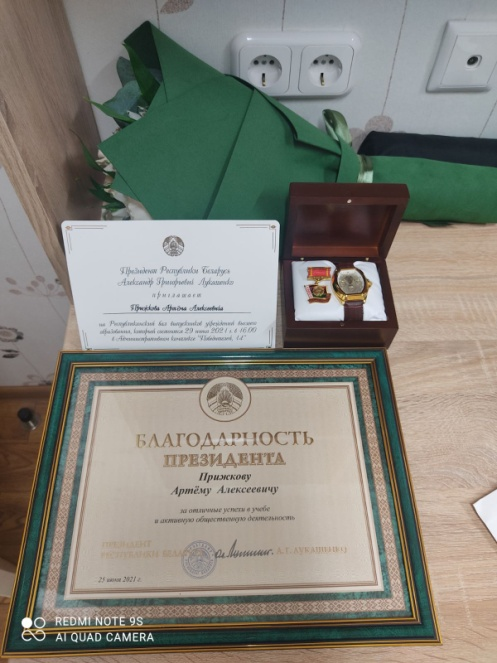 Президент Республики Беларусь
Александр Григорьевич Лукашенко
приглашает
Прижкова Артёма Алексеевича
на Республиканский бал выпускников учреждений высшего
образования, который состоится 29 июня 2021 г. в 16.00
БЛАГОДАРНОСТЬ
ПРЕЗИДЕНТА
Прижкову
Артёму Алексеевичу
за отличные успехи в учебе
и активную общественную деятельность
ПРЕЗИДЕНТ
РЕСПУБЛИКИ БЕЛАРУСЬ
А.Г. ЛУКАШЕНКО
23 июня 2021 г.
REDMI NOTE 9S
AI QUAD CAMERA